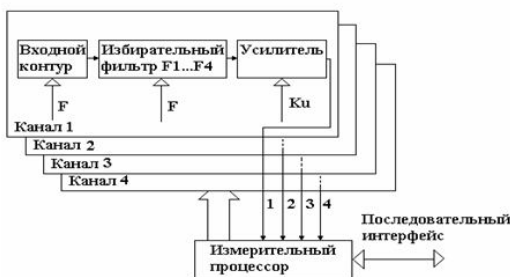 Входной
контур
Избирательный
фильтр F1...F4
Усилитель
F
F
Ku
Канал 1
Канал 2
Канал 3
Канал 4
1
2
3
4
Последовательный
интерфейс
Измерительный
процессор